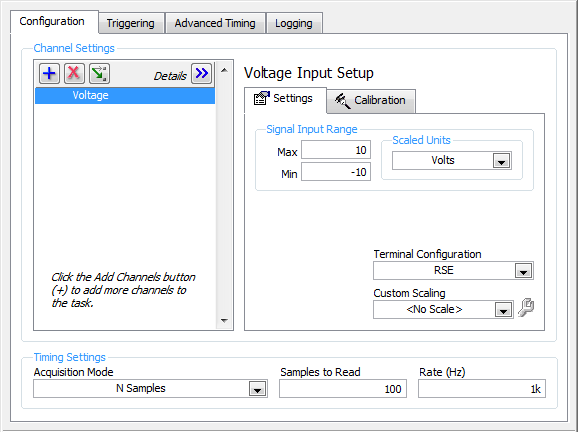 Configuration Triggering Advanced Timing Logging
Channel Settings
Details
Voltage
Click the Add Channels button
(+) to add more channels to
the task.
Voltage Input Setup
Settings Calibration
Signal Input Range
Max 10
Min -10
Scaled Units
Volts
Terminal Configuration
RSE
Custom Scaling
<No Scale>
Timing Settings
Acquisition Mode Samples to Read Rate (Hz)
N Samples 100 1k